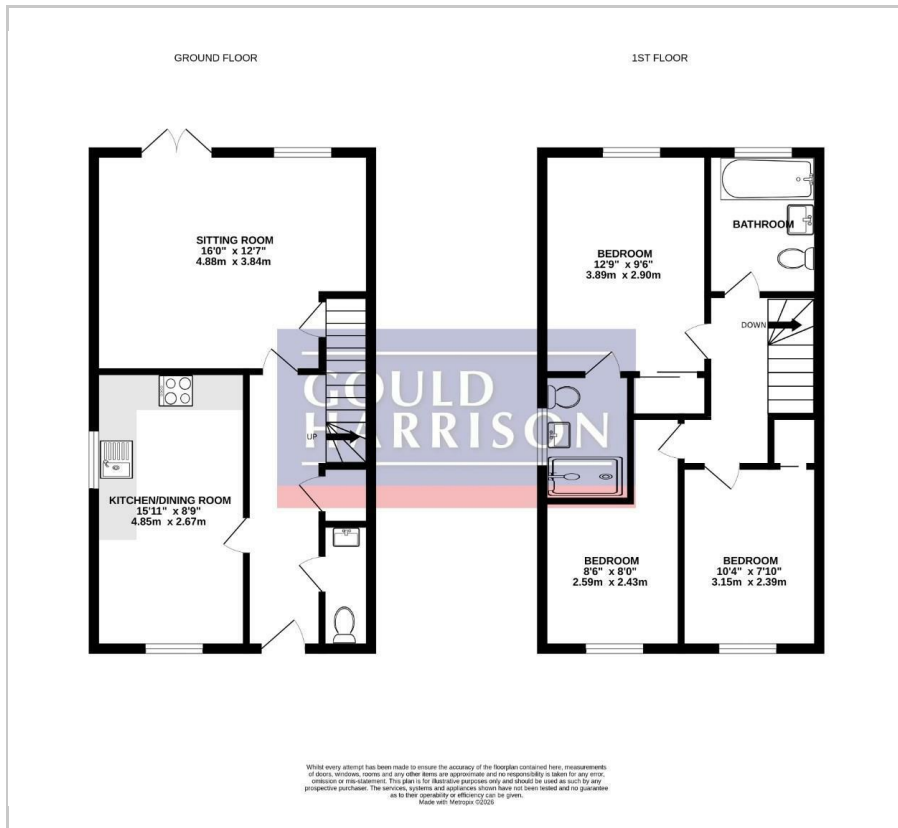 GROUND FLOOR
1ST FLOOR
SITTING ROOM
16'0" x 12'7"
4.88m x 3.84m
KITCHEN/DINING ROOM
15'11" x 8'9"
4.85m x 2.67m
UP
BEDROOM
12'9" x 9'6"
3.89m x 2.90m
BATHROOM
DOWN
BEDROOM
8'6" x 8'0"
2.59m x 2.43m
BEDROOM
10'4" x 7'10"
3.15m x 2.39m
GOULD
HARRISON
Whilst every attempt has been made to ensure the accuracy of the floorplan contained here, measurements
of doors, windows, rooms and any other items are approximate and no responsibility is taken for any error,
omission or mis-statement. This plan is for illustrative purposes only and should be used as such by any
prospective purchaser. The services, systems and appliances shown have not been tested and no guarantee
as to their operability or efficiency can be given.
Made with Metropix ©2026